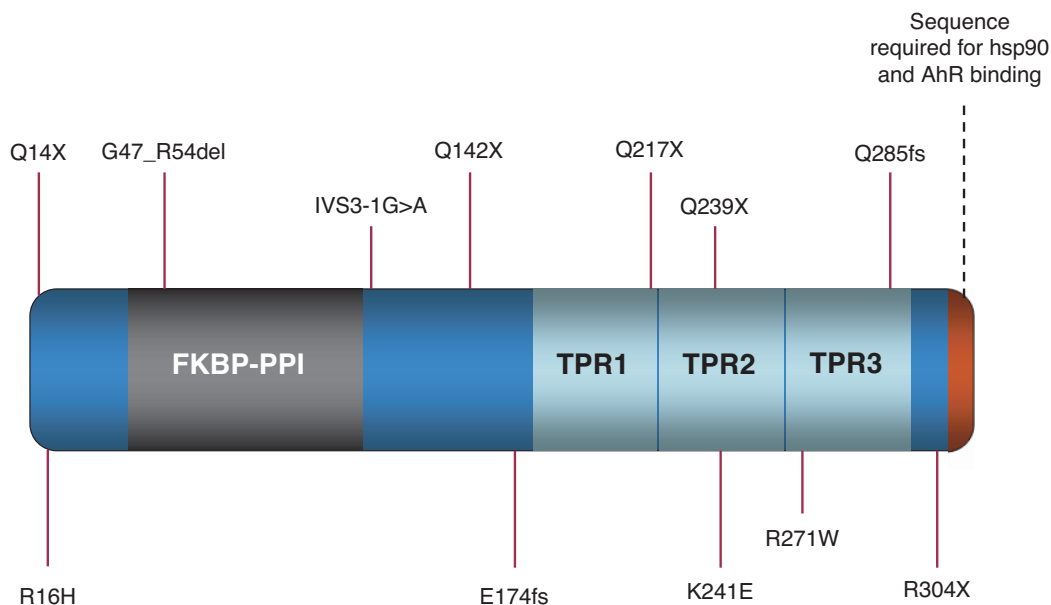 Sequence
required for hsp90
and AhR binding
Q14X
G47_R54del
Q142X
Q217X
Q285fs
IVS3-1G>A
Q239X
FKBP-PPI
TPR1
TPR2
TPR3
R271W
R16H
E174fs
K241E
R304X